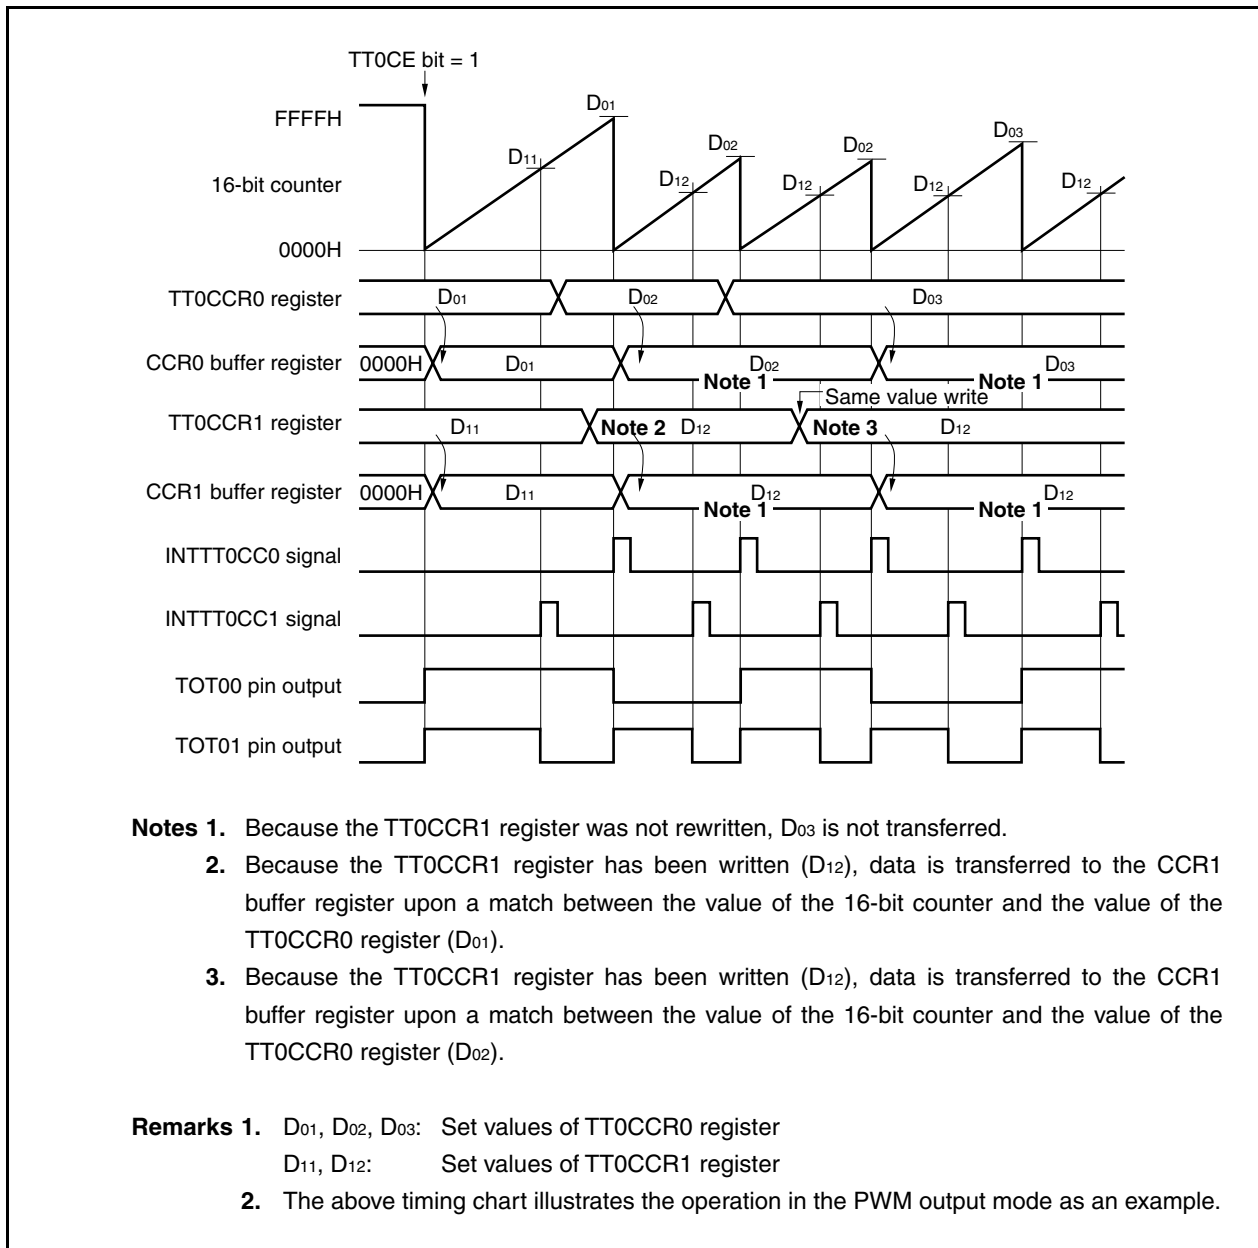 TT0CE bit = 1
FFFFH
D01
D11
D02
D02
D03
16-bit counter
D12
D12
D12
D12
0000H
TT0CCR0 register
D01
D02
D03
CCR0 buffer register
0000H
D01
D02
D03
Note 1
Note 1
Same value write
TT0CCR1 register
D11
Note 2
D12
Note 3
D12
CCR1 buffer register
0000H
D11
D12
D12
Note 1
Note 1
INTTT0CC0 signal
INTTT0CC1 signal
TOT00 pin output
TOT01 pin output
Notes 1. Because the TT0CCR1 register was not rewritten, D03 is not transferred.
2. Because the TT0CCR1 register has been written (D12), data is transferred to the CCR1
buffer register upon a match between the value of the 16-bit counter and the value of the
TT0CCR0 register (D01).
3. Because the TT0CCR1 register has been written (D12), data is transferred to the CCR1
buffer register upon a match between the value of the 16-bit counter and the value of the
TT0CCR0 register (D02).
Remarks 1. D01, D02, D03: Set values of TT0CCR0 register
D11, D12: Set values of TT0CCR1 register
2. The above timing chart illustrates the operation in the PWM output mode as an example.